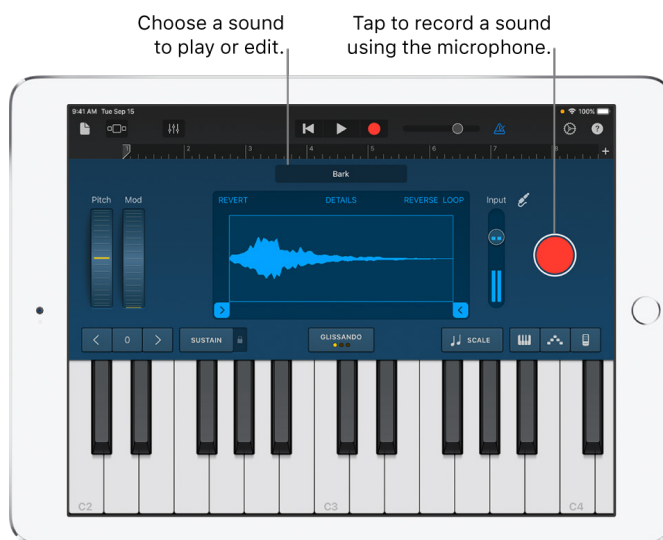 Choose a sound
to play or edit.
Tap to record a sound
using the microphone.
9:41 AM Tue Sep 15
100%
?
1 2 3 4 5 6 7 8 +
Bark
Pitch Mod
REVERT DETAILS REVERSE LOOP
Input
0
SUSTAIN
GLISSANDO
SCALE
C2 C3 C4